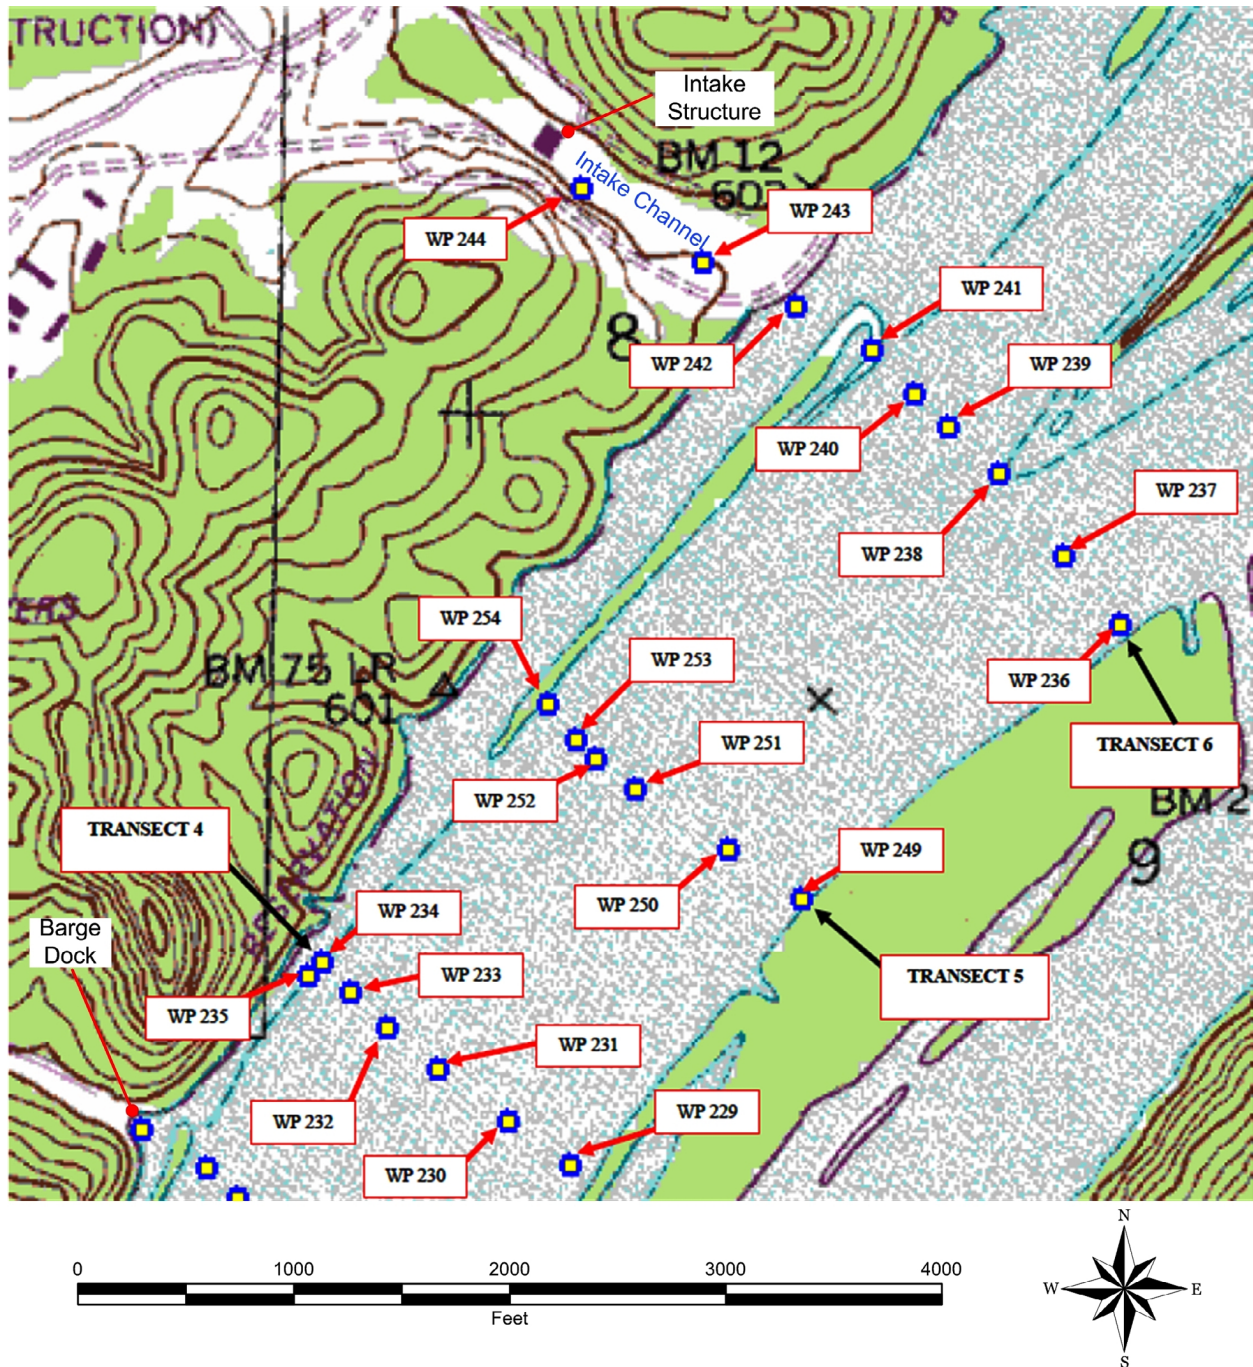 TRUCTION)
Intake
Structure
BM 12
602
Intake Channel
WP 243
WP 244
WP 241
8
WP 242
WP 239
WP 240
WP 237
WP 238
ERS
WP 254
BM 75 LR
601
WP 253
WP 236
WP 251
TRANSECT 6
WP 252
BM 2
TRANSECT 4
VATION
WP 249
9
WP 250
WP 234
Barge
Dock
WP 233
TRANSECT 5
WP 235
WP 231
WP 232
WP 229
WP 230
N
W
E
S
0 1000 2000 3000 4000
Feet